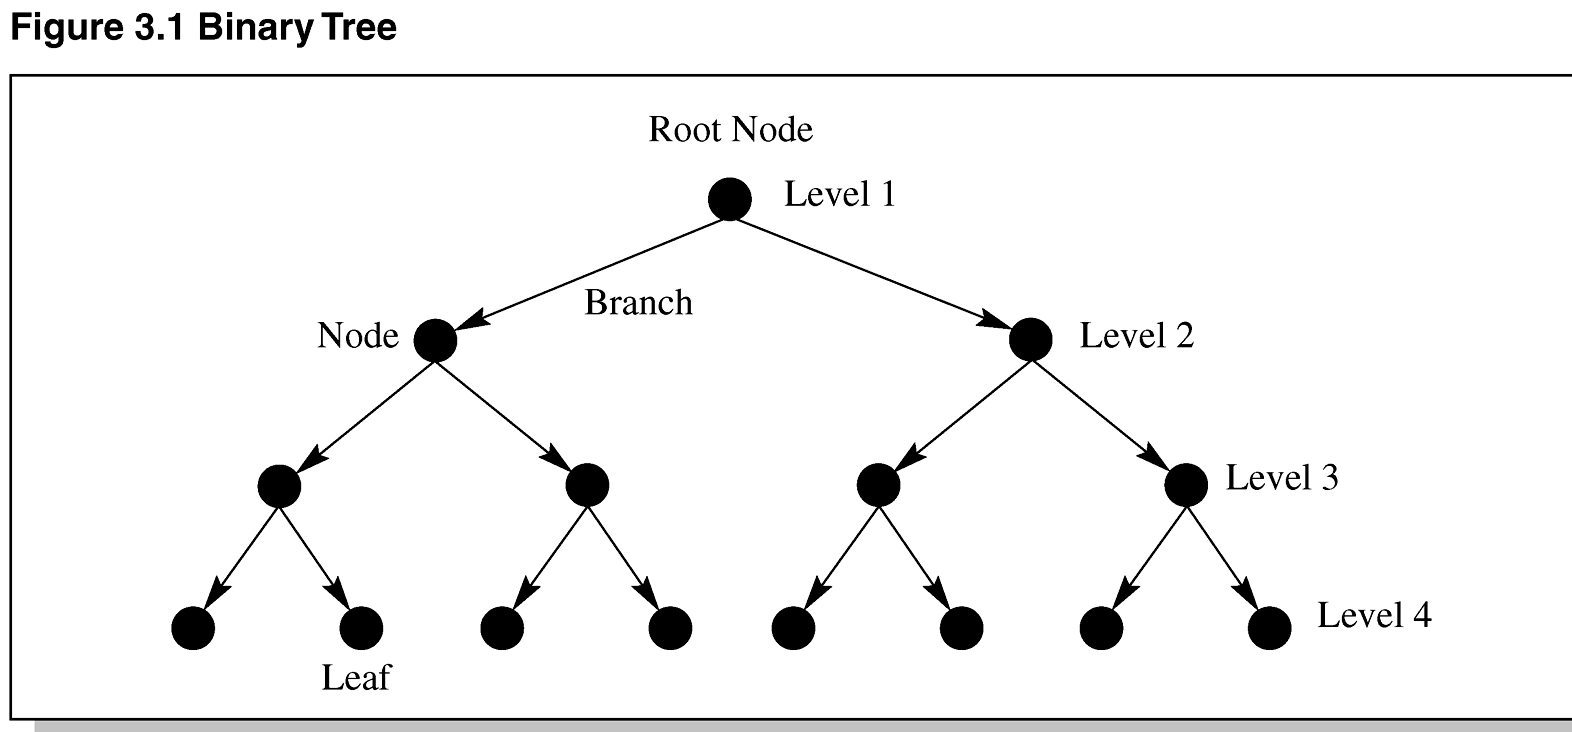 Figure 3.1 Binary Tree
Root Node
Level 1
Branch
Node
Level 2
Level 3
Level 4
Leaf